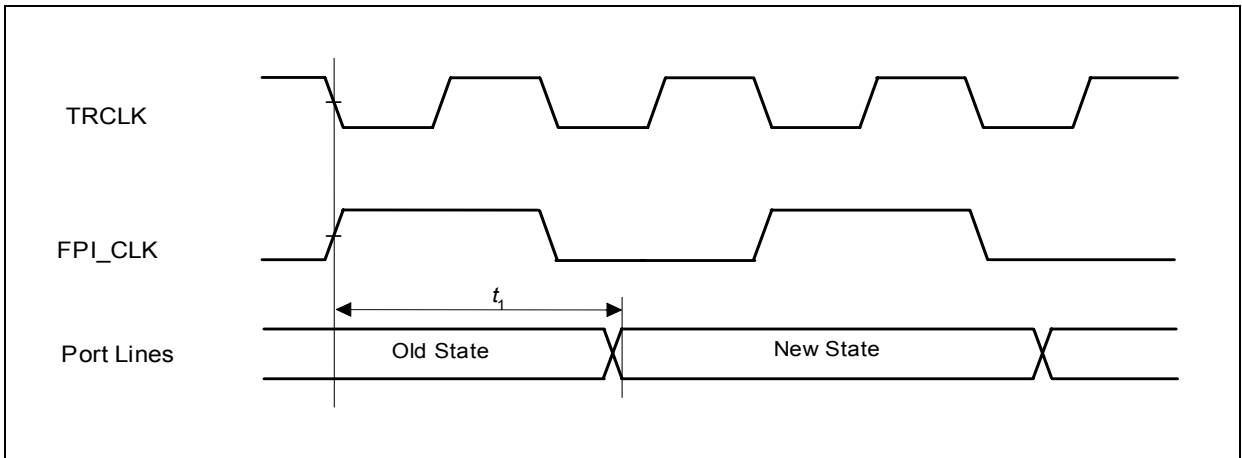 TRCLK
FPI_CLK
t1
Port Lines
Old State
New State